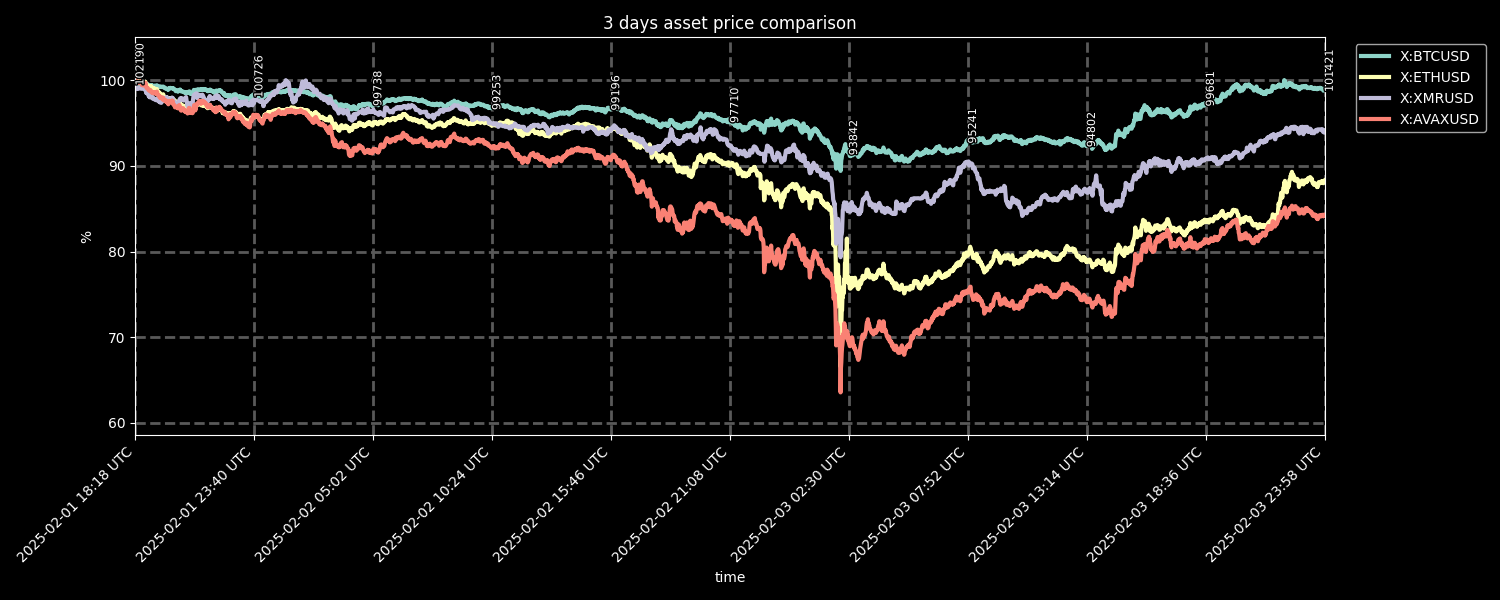 3 days asset price comparison
X:BTCUSD
X:ETHUSD
X:XMRUSD
X:AVAXUSD
%
100
90
80
70
60
102190
100726
99738
99253
99196
97710
93842
95241
94802
99681
101421
2025-02-01 18:18 UTC
2025-02-01 23:40 UTC
2025-02-02 05:02 UTC
2025-02-02 10:24 UTC
2025-02-02 15:46 UTC
2025-02-02 21:08 UTC
2025-02-03 02:30 UTC
2025-02-03 07:52 UTC
2025-02-03 13:14 UTC
2025-02-03 18:36 UTC
2025-02-03 23:58 UTC
time